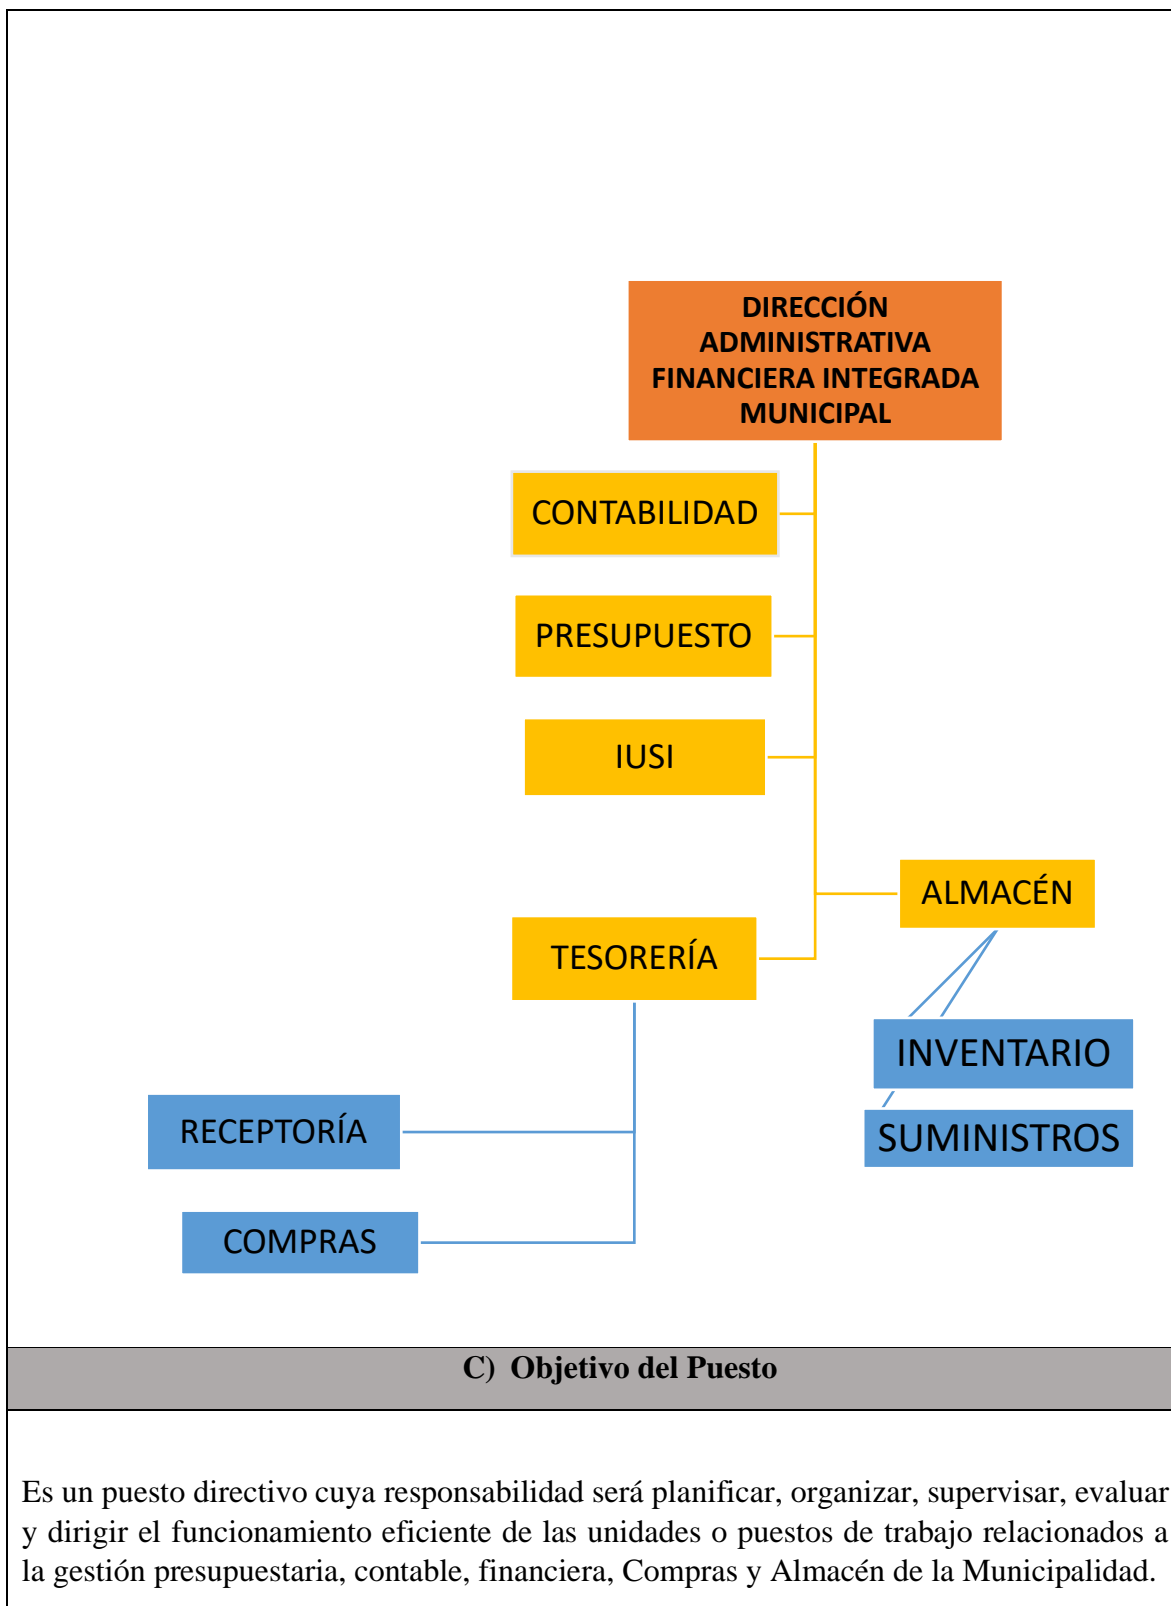 DIRECCIÓN
ADMINISTRATIVA
FINANCIERA INTEGRADA
MUNICIPAL
CONTABILIDAD
PRESUPUESTO
IUSI
ALMACÉN
TESORERÍA
INVENTARIO
SUMINISTROS
RECEPTORÍA
COMPRAS
C) Objetivo del Puesto
Es un puesto directivo cuya responsabilidad será planificar, organizar, supervisar, evaluar
y dirigir el funcionamiento eficiente de las unidades o puestos de trabajo relacionados a
la gestión presupuestaria, contable, financiera, Compras y Almacén de la Municipalidad.